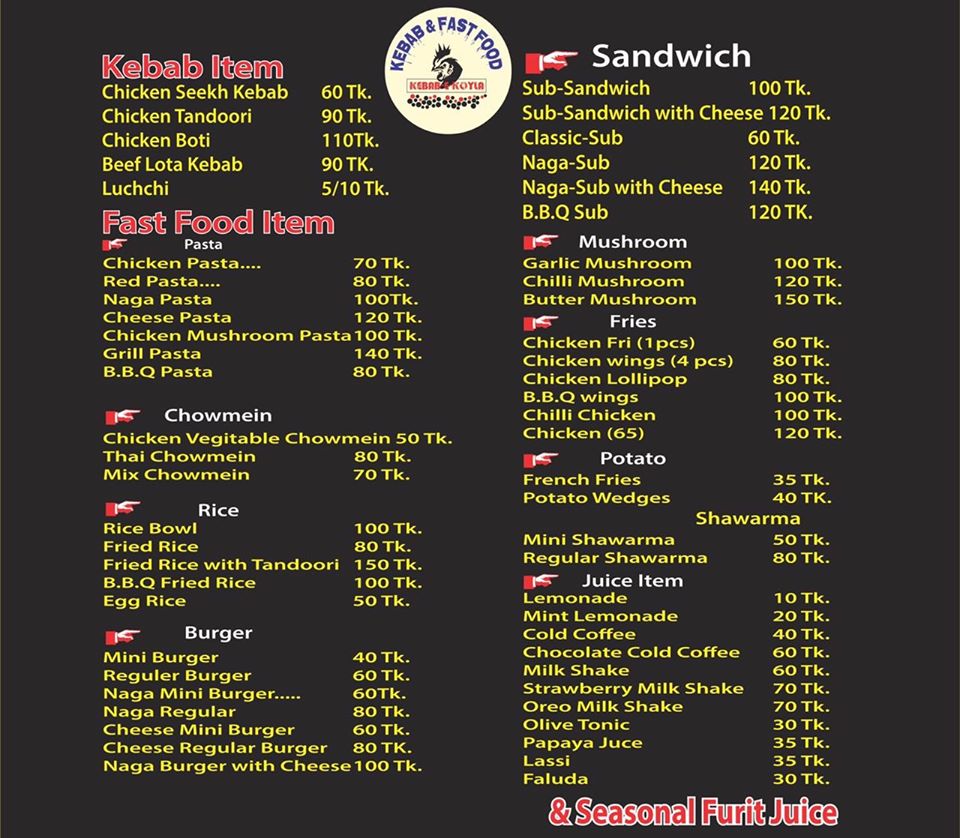 KEBAB & FAST FOOD
Kebab Item
Chicken Seekh Kebab 60 Tk.
Chicken Tandoori 90 Tk.
Chicken Boti 110Tk.
Beef Lota Kebab 90 TK.
Luchchi 5/10 Tk.
Fast Food Item
Pasta
Chicken Pasta.... 70 Tk.
Red Pasta.... 80 Tk.
Naga Pasta 100Tk.
Cheese Pasta 120 Tk.
Chicken Mushroom Pasta 100 Tk.
Grill Pasta 140 Tk.
B.B.Q Pasta 80 Tk.
Chowmein
Chicken Vegitable Chowmein 50 Tk.
Thai Chowmein 80 Tk.
Mix Chowmein 70 Tk.
Rice
Rice Bowl 100 Tk.
Fried Rice 80 Tk.
Fried Rice with Tandoori 150 Tk.
B.B.Q Fried Rice 100 Tk.
Egg Rice 50 Tk.
Burger
Mini Burger 40 Tk.
Reguler Burger 60 Tk.
Naga Mini Burger..... 60Tk.
Naga Regular 80 Tk.
Cheese Mini Burger 60 Tk.
Cheese Regular Burger 80 TK.
Naga Burger with Cheese 100 Tk.
Sandwich
Sub-Sandwich 100 Tk.
Sub-Sandwich with Cheese 120 Tk.
Classic-Sub 60 Tk.
Naga-Sub 120 Tk.
Naga-Sub with Cheese 140 Tk.
B.B.Q Sub 120 TK.
Mushroom
Garlic Mushroom 100 Tk.
Chilli Mushroom 120 Tk.
Butter Mushroom 150 Tk.
Fries
Chicken Fri (1pcs) 60 Tk.
Chicken wings (4 pcs) 80 Tk.
Chicken Lollipop 80 Tk.
B.B.Q wings 100 Tk.
Chilli Chicken 100 Tk.
Chicken (65) 120 Tk.
Potato
French Fries 35 Tk.
Potato Wedges 40 TK.
Shawarma
Mini Shawarma 50 Tk.
Regular Shawarma 80 Tk.
Juice Item
Lemonade 10 Tk.
Mint Lemonade 20 Tk.
Cold Coffee 40 Tk.
Chocolate Cold Coffee 60 Tk.
Milk Shake 60 Tk.
Strawberry Milk Shake 70 Tk.
Oreo Milk Shake 70 Tk.
Olive Tonic 30 Tk.
Papaya Juce 35 Tk.
Lassi 35 Tk.
Faluda 30 Tk.
& Seasonal Furit Juice